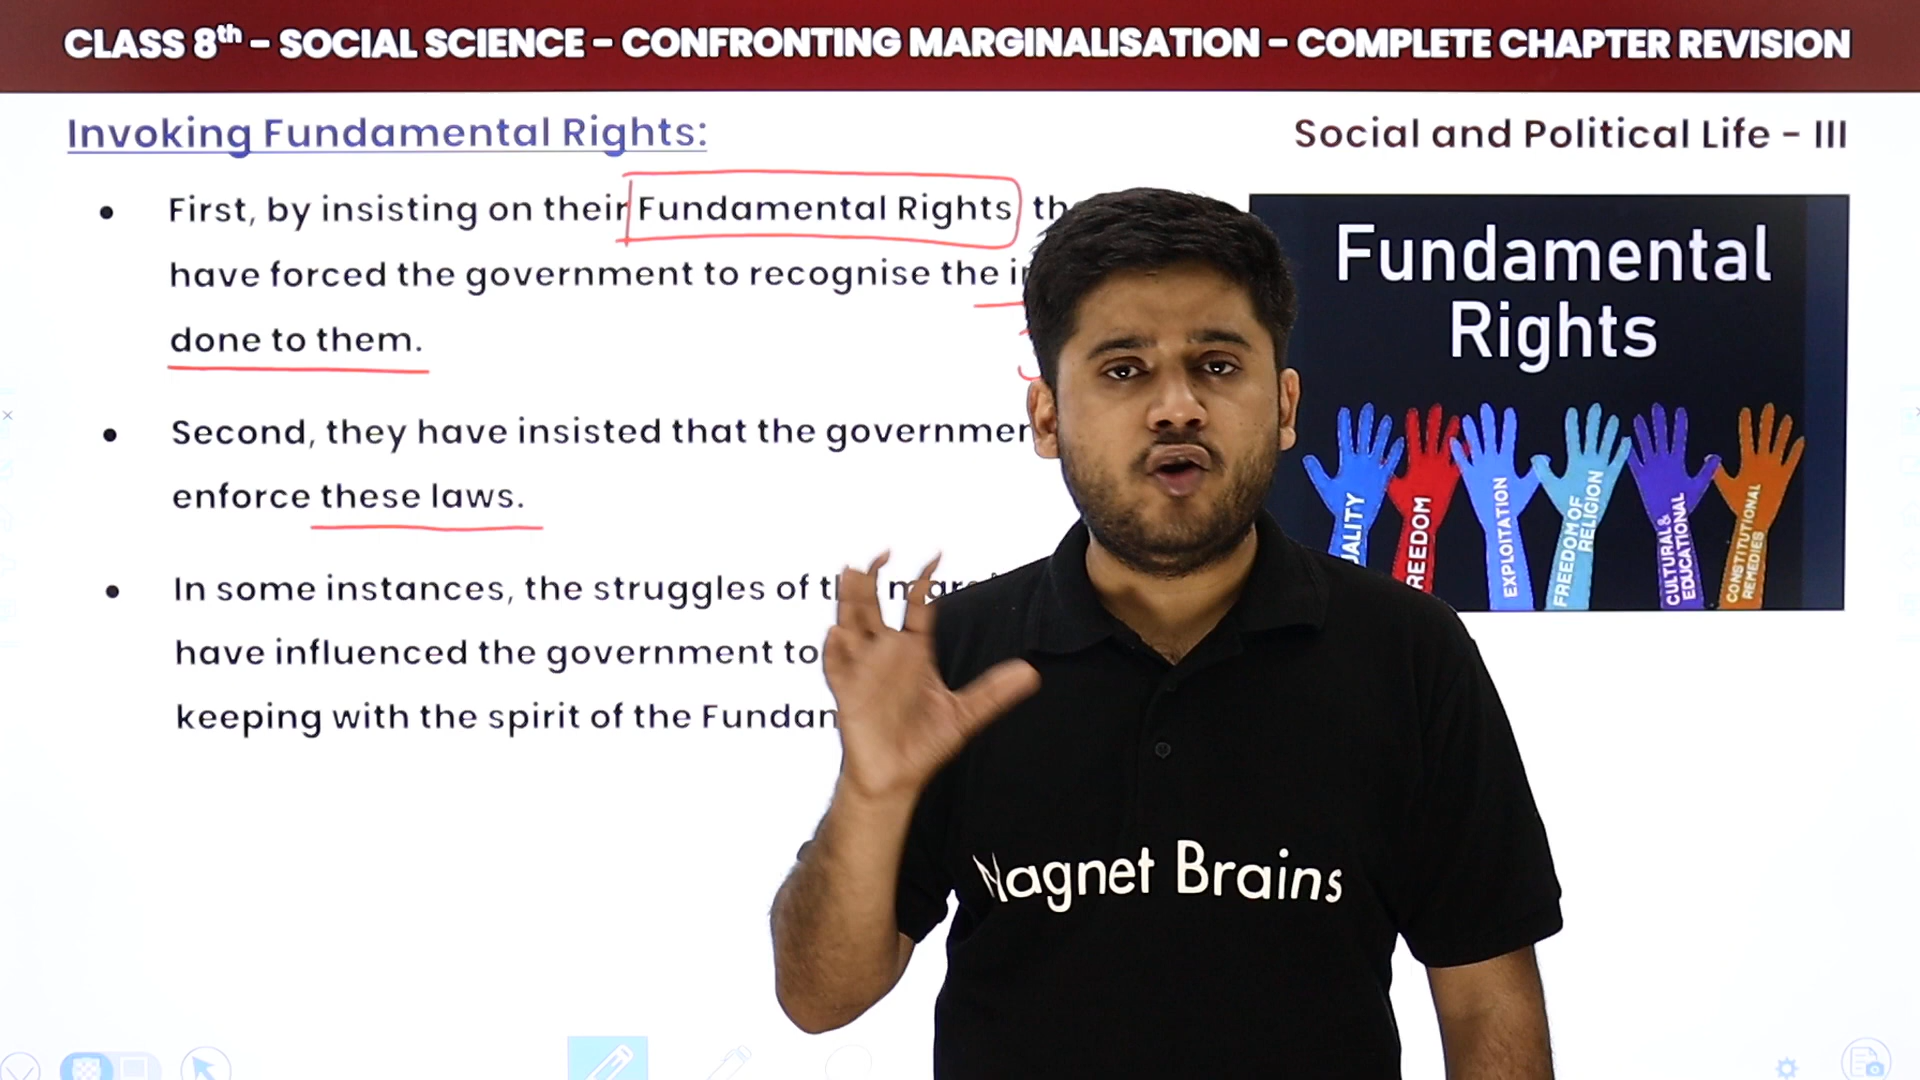 CLASS 8th - SOCIAL SCIENCE - CONFRONTING MARGINALISATION - COMPLETE CHAPTER REVISION
Invoking Fundamental Rights:
Social and Political Life - III
First, by insisting on their Fundamental Rights
have forced the government to recognise the
done to them.
Second, they have insisted that the
enforce these laws.
In some instances, the struggles of
have influenced the government to
keeping with the spirit of the
Fundamental
Rights
FREEDOM OF
RELIGION
EXPLOITATION
CULTURAL &
EDUCATIONAL
CONSTITUTIONAL
REMEDIES
Magnet Brains